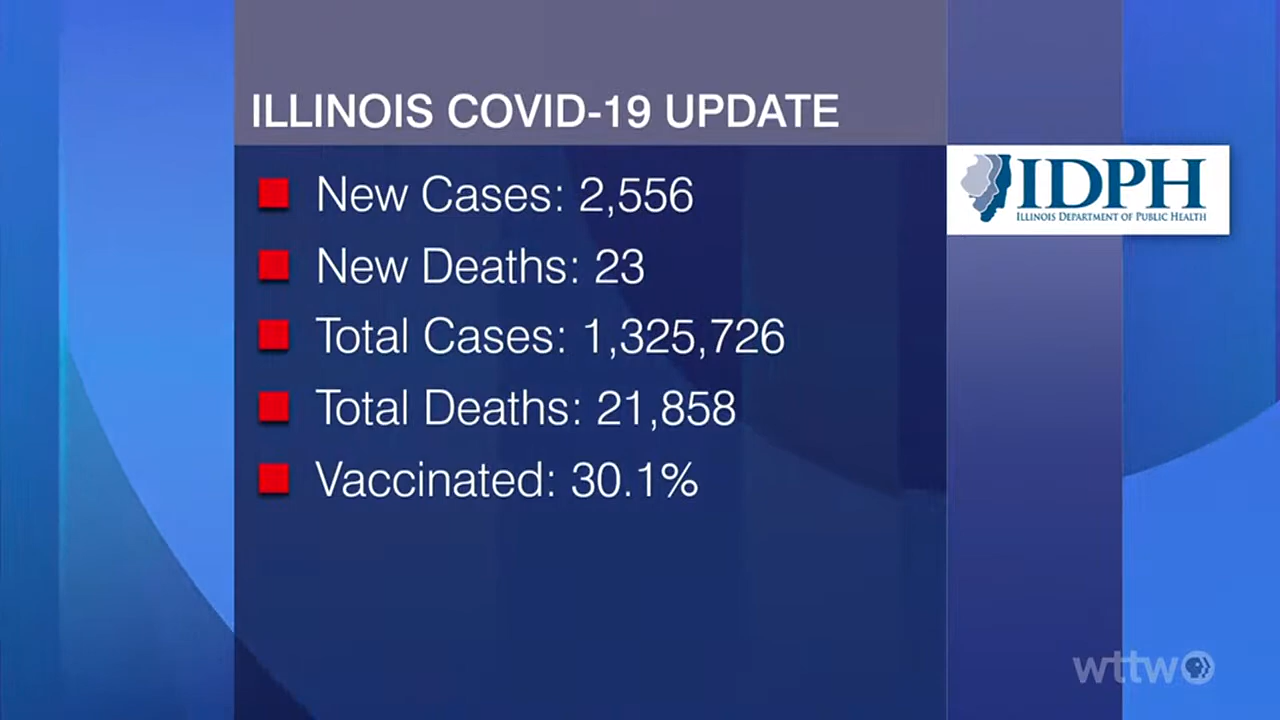 ILLINOIS COVID-19 UPDATE
New Cases: 2,556
New Deaths: 23
Total Cases: 1,325,726
Total Deaths: 21,858
Vaccinated: 30.1%
IDPH
ILLINOIS DEPARTMENT OF PUBLIC HEALTH
wttw